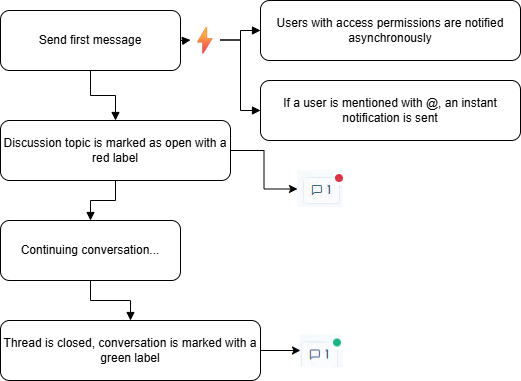 Send first message
Users with access permissions are notified
asynchronously
If a user is mentioned with @, an instant
notification is sent
Discussion topic is marked as open with a
red label
1
Continuing conversation...
Thread is closed, conversation is marked with a
green label
1